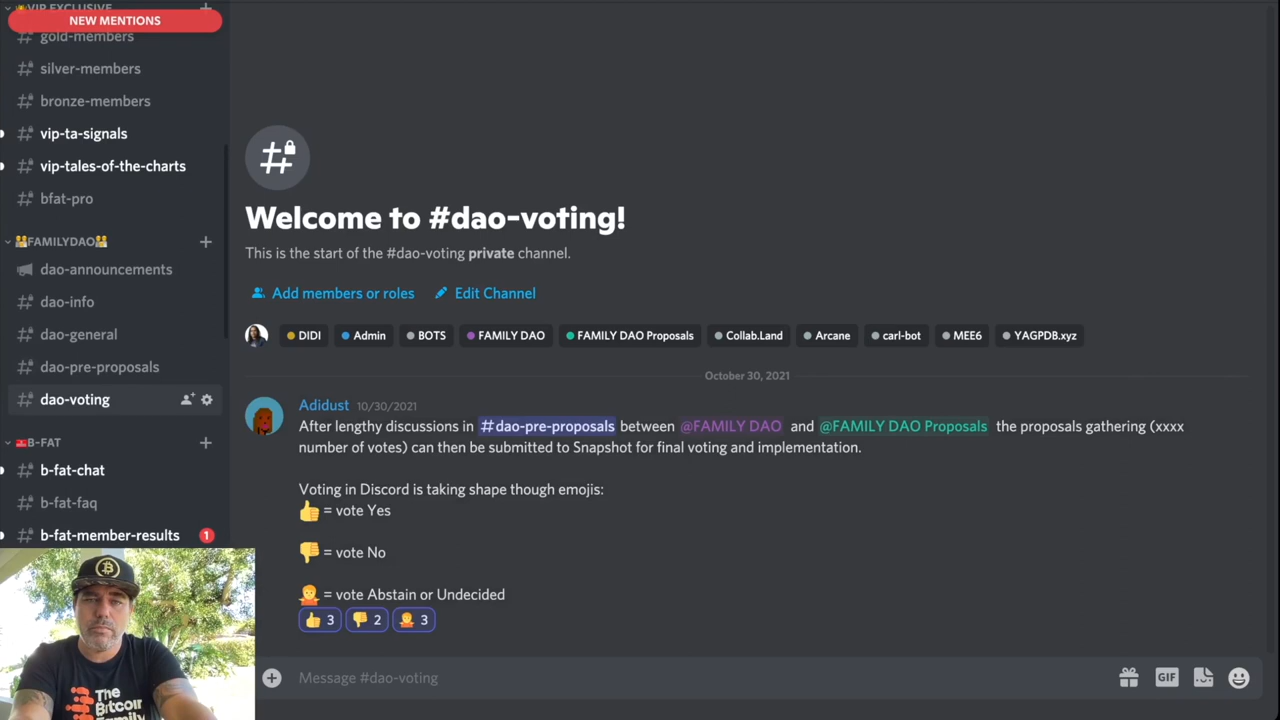 VIP EXCLUSIVE
NEW MENTIONS
gold-members
silver-members
bronze-members
vip-ta-signals
vip-tales-of-the-charts
bfat-pro
FAMILYDAO
dao-announcements
dao-info
dao-general
dao-pre-proposals
dao-voting
B-FAT
b-fat-chat
b-fat-faq
b-fat-member-results 1
Welcome to #dao-voting!
This is the start of the #dao-voting private channel.
Add members or roles Edit Channel
DIDI Admin BOTS FAMILY DAO FAMILY DAO Proposals Collab.Land Arcane carl-bot MEE6 YAGPDB.xyz
October 30, 2021
Adidust 10/30/2021
After lengthy discussions in #dao-pre-proposals between @FAMILY DAO and @FAMILY DAO Proposals the proposals gathering (xxxx
number of votes) can then be submitted to Snapshot for final voting and implementation.
Voting in Discord is taking shape though emojis:
👍 = vote Yes
👎 = vote No
🤷 = vote Abstain or Undecided
👍 3 👎 2 🤷 3
Message #dao-voting
GIF
The
Bitcoin
Family